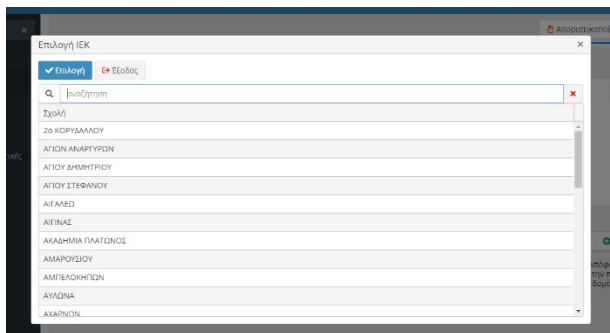 Αποριστικοποί
Επιλογή ΙΕΚ
Επιλογή Έξοδος
αναζήτηση
Σχολή
2ο ΚΟΡΥΔΑΛΛΟΥ
ΑΓΙΩΝ ΑΝΑΡΓΥΡΩΝ
ΑΓΙΟΥ ΔΗΜΗΤΡΙΟΥ
ΑΓΙΟΥ ΣΤΕΦΑΝΟΥ
ΑΙΓΑΛΕΩ
ΑΙΓΙΝΑΣ
ΑΚΑΔΗΜΙΑ ΠΛΑΤΩΝΟΣ
ΑΜΑΡΟΥΣΙΟΥ
ΑΜΠΕΛΟΚΗΠΩΝ
ΑΥΛΩΝΑ
ΑΧΑΡΝΩΝ